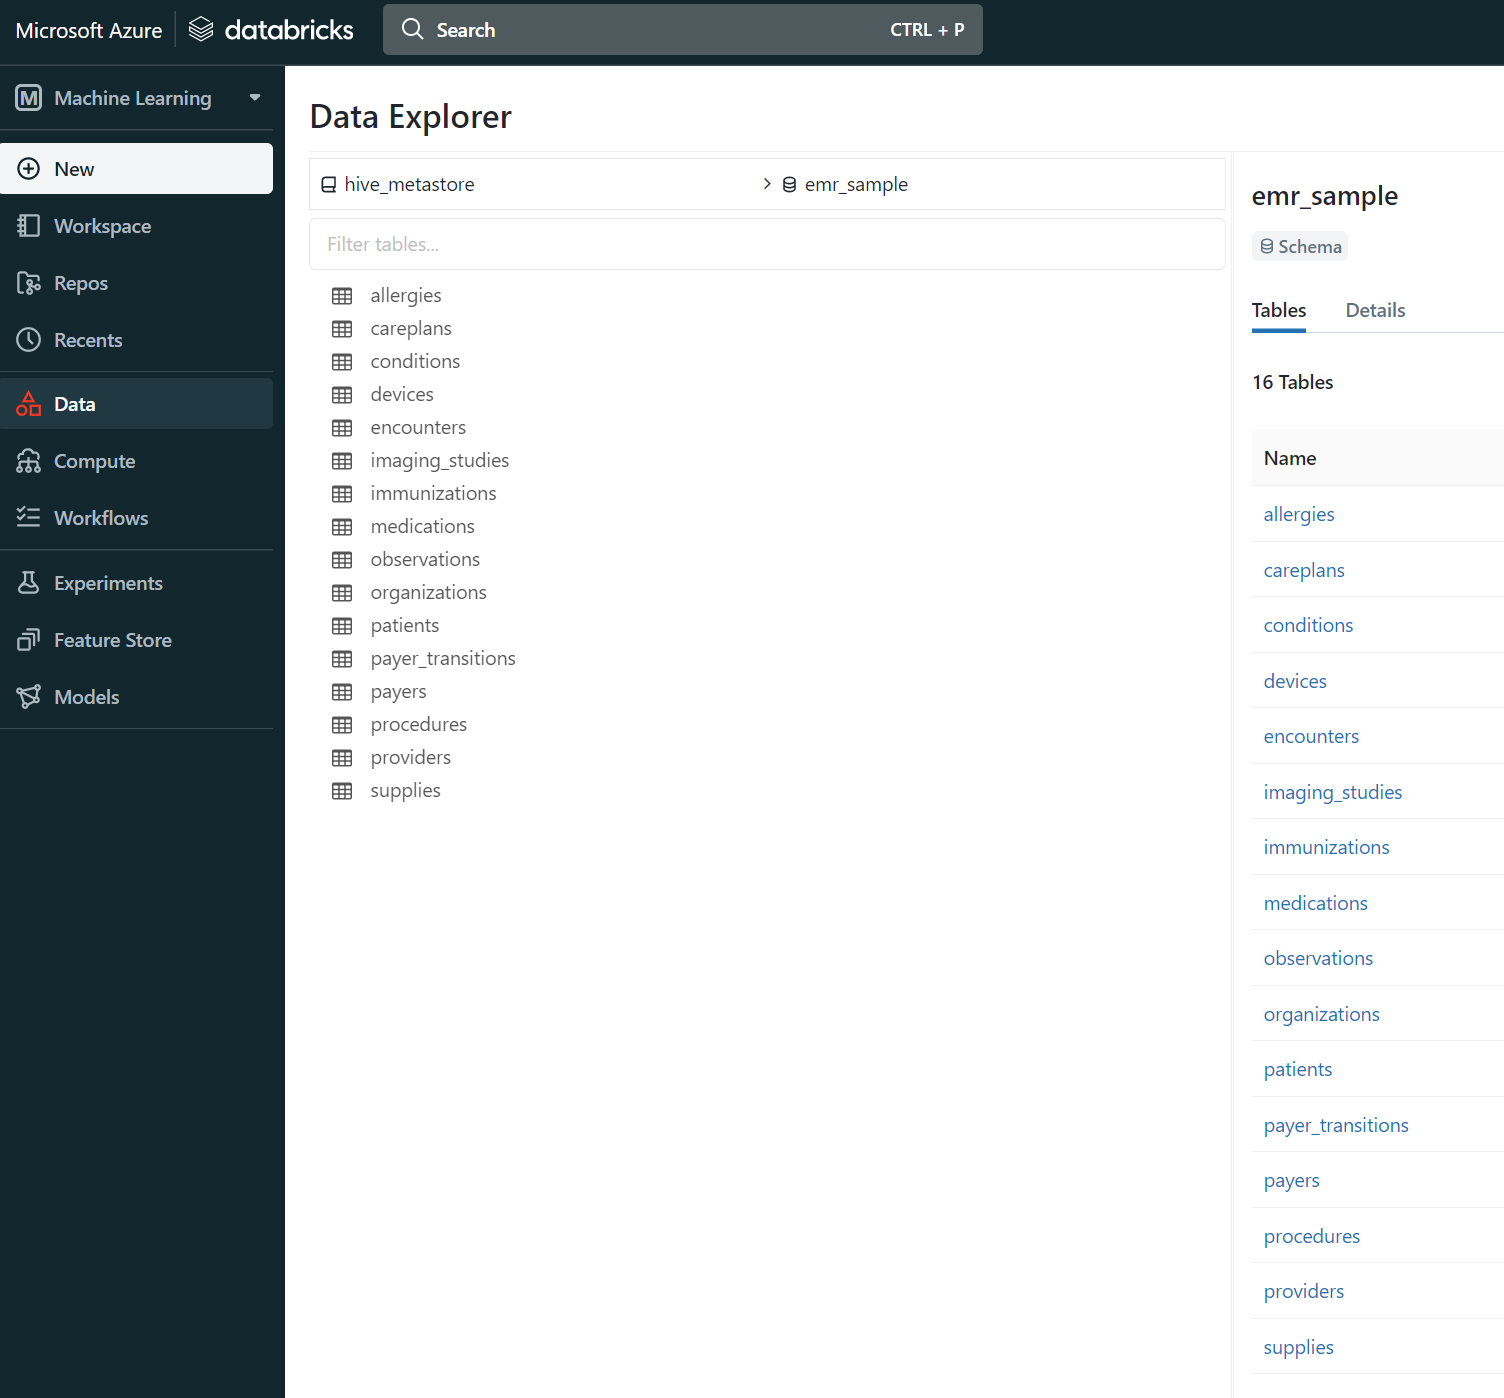 Microsoft Azure databricks Search CTRL + P
M Machine Learning
New
Workspace
Repos
Recents
Data
Compute
Workflows
Experiments
Feature Store
Models
Data Explorer
hive_metastore > emr_sample
Filter tables...
allergies
careplans
conditions
devices
encounters
imaging_studies
immunizations
medications
observations
organizations
patients
payer_transitions
payers
procedures
providers
supplies
emr_sample
Schema
Tables Details
16 Tables
Name
allergies
careplans
conditions
devices
encounters
imaging_studies
immunizations
medications
observations
organizations
patients
payer_transitions
payers
procedures
providers
supplies